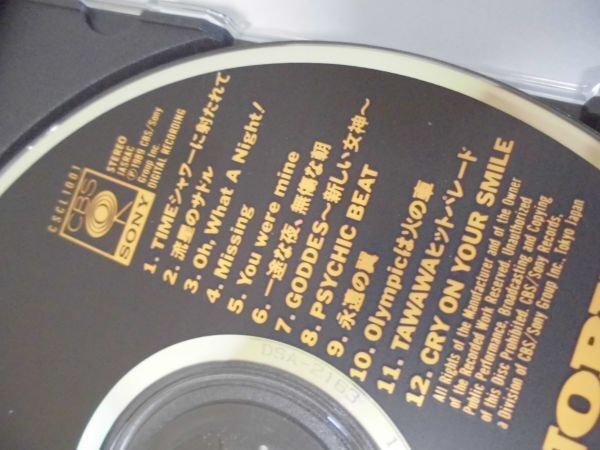 CSCL1001
CBS
SONY
STEREO
JASRAC
Ⓟ1989 CBS/Sony
Group Inc.
DIGITAL RECORDING
1. TIMEシャワーに射たれて
2. 流星のサドル
3. Oh, What A Night!
4. Missing
5. You were mine
6. 一途な夜、無傷な朝
7. GODDES〜新しい女神〜
8. PSYCHIC BEAT
9. 永遠の翼
10. Olympicは火の車
11. TAWAWAヒットパレード
12. CRY ON YOUR SMILE
All Rights of the Manufacturer and of the Owner
of the Recorded Work Reserved. Unauthorized
Public Performance, Broadcasting and Copying
of this Disc Prohibited. CBS/Sony Records,
a Division of CBS/Sony Group Inc. Tokyo Japan
DSA-2183